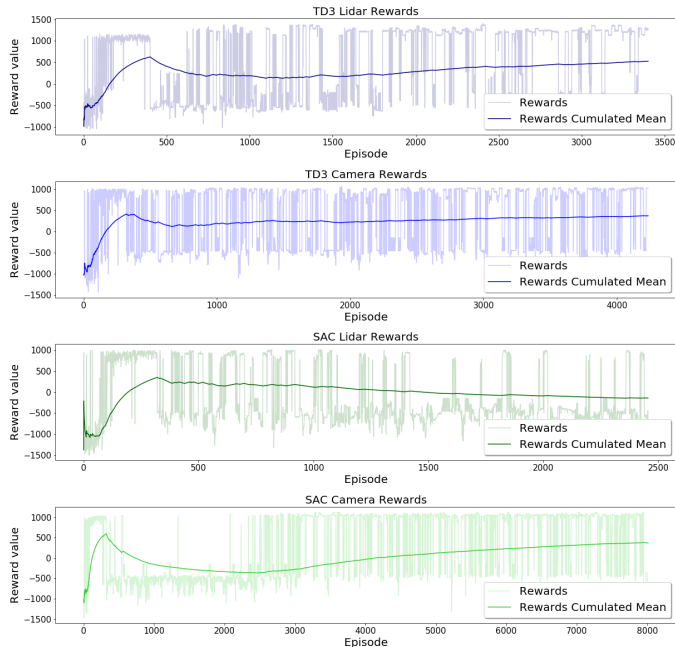 TD3 Lidar Rewards
1500
1000
500
0
−500
−1000
Reward value
Rewards
Rewards Cumulated Mean
0 500 1000 1500 2000 2500 3000 3500
Episode
TD3 Camera Rewards
1000
500
0
−500
−1000
−1500
Reward value
Rewards
Rewards Cumulated Mean
0 1000 2000 3000 4000
Episode
SAC Lidar Rewards
1000
500
0
−500
−1000
−1500
Reward value
Rewards
Rewards Cumulated Mean
0 500 1000 1500 2000 2500
Episode
SAC Camera Rewards
1000
500
0
−500
−1000
−1500
Reward value
Rewards
Rewards Cumulated Mean
0 1000 2000 3000 4000 5000 6000 7000 8000
Episode